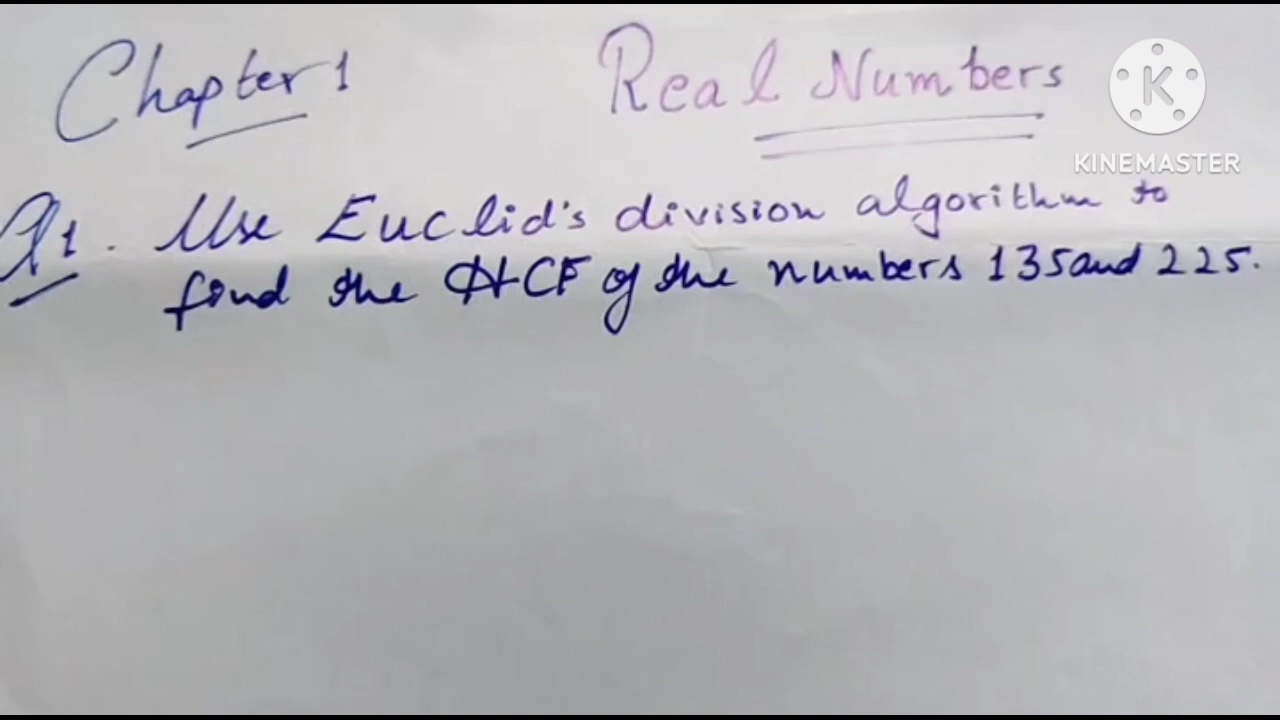 Chapter 1
Real Numbers
KINEMASTER
Q1. Use Euclid's division algorithm to
find the HCF of the numbers 135 and 225.